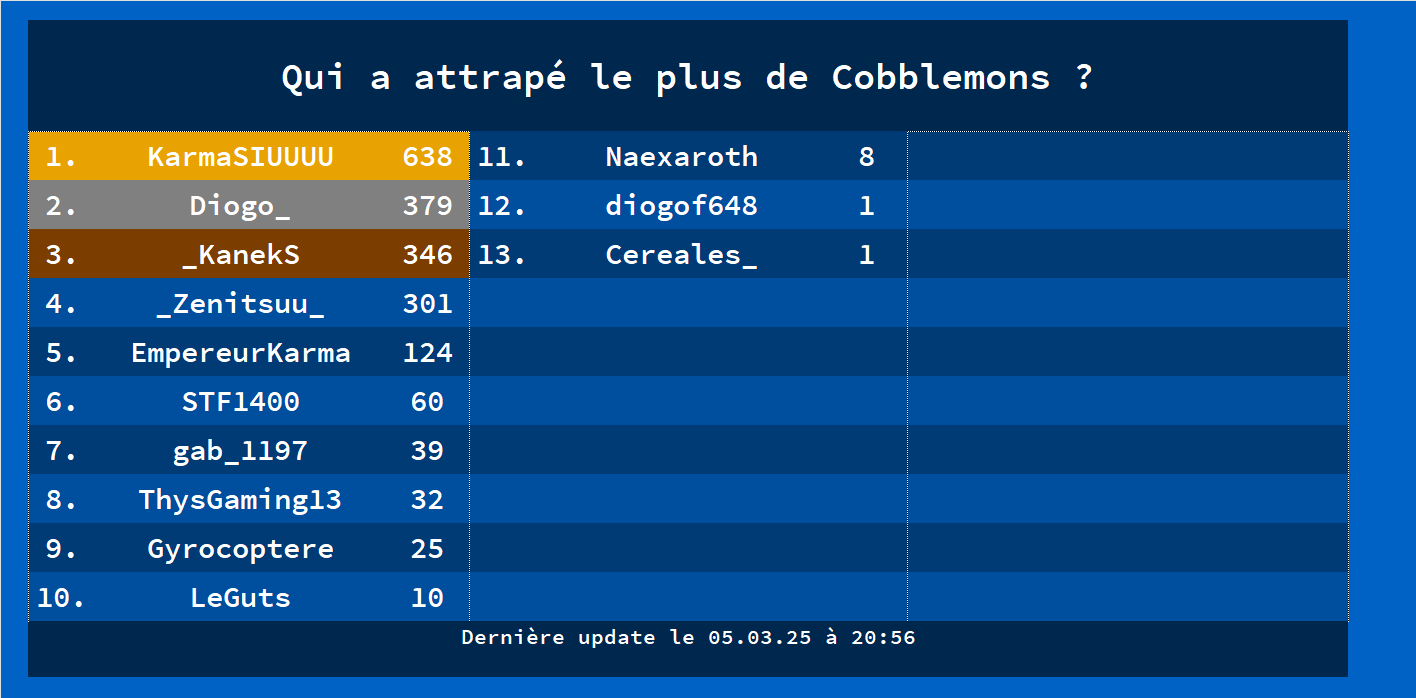 Qui a attrapé le plus de Cobblemons ?
1. KarmaSIUUUU 638
2. Diogo_ 379
3. _KanekS 346
4. _Zenitsuu_ 301
5. EmpereurKarma 124
6. STF1400 60
7. gab_1197 39
8. ThysGaming13 32
9. Gyrocoptere 25
10. LeGuts 10
11. Naexaroth 8
12. diogof648 1
13. Cereales_ 1
Dernière update le 05.03.25 à 20:56